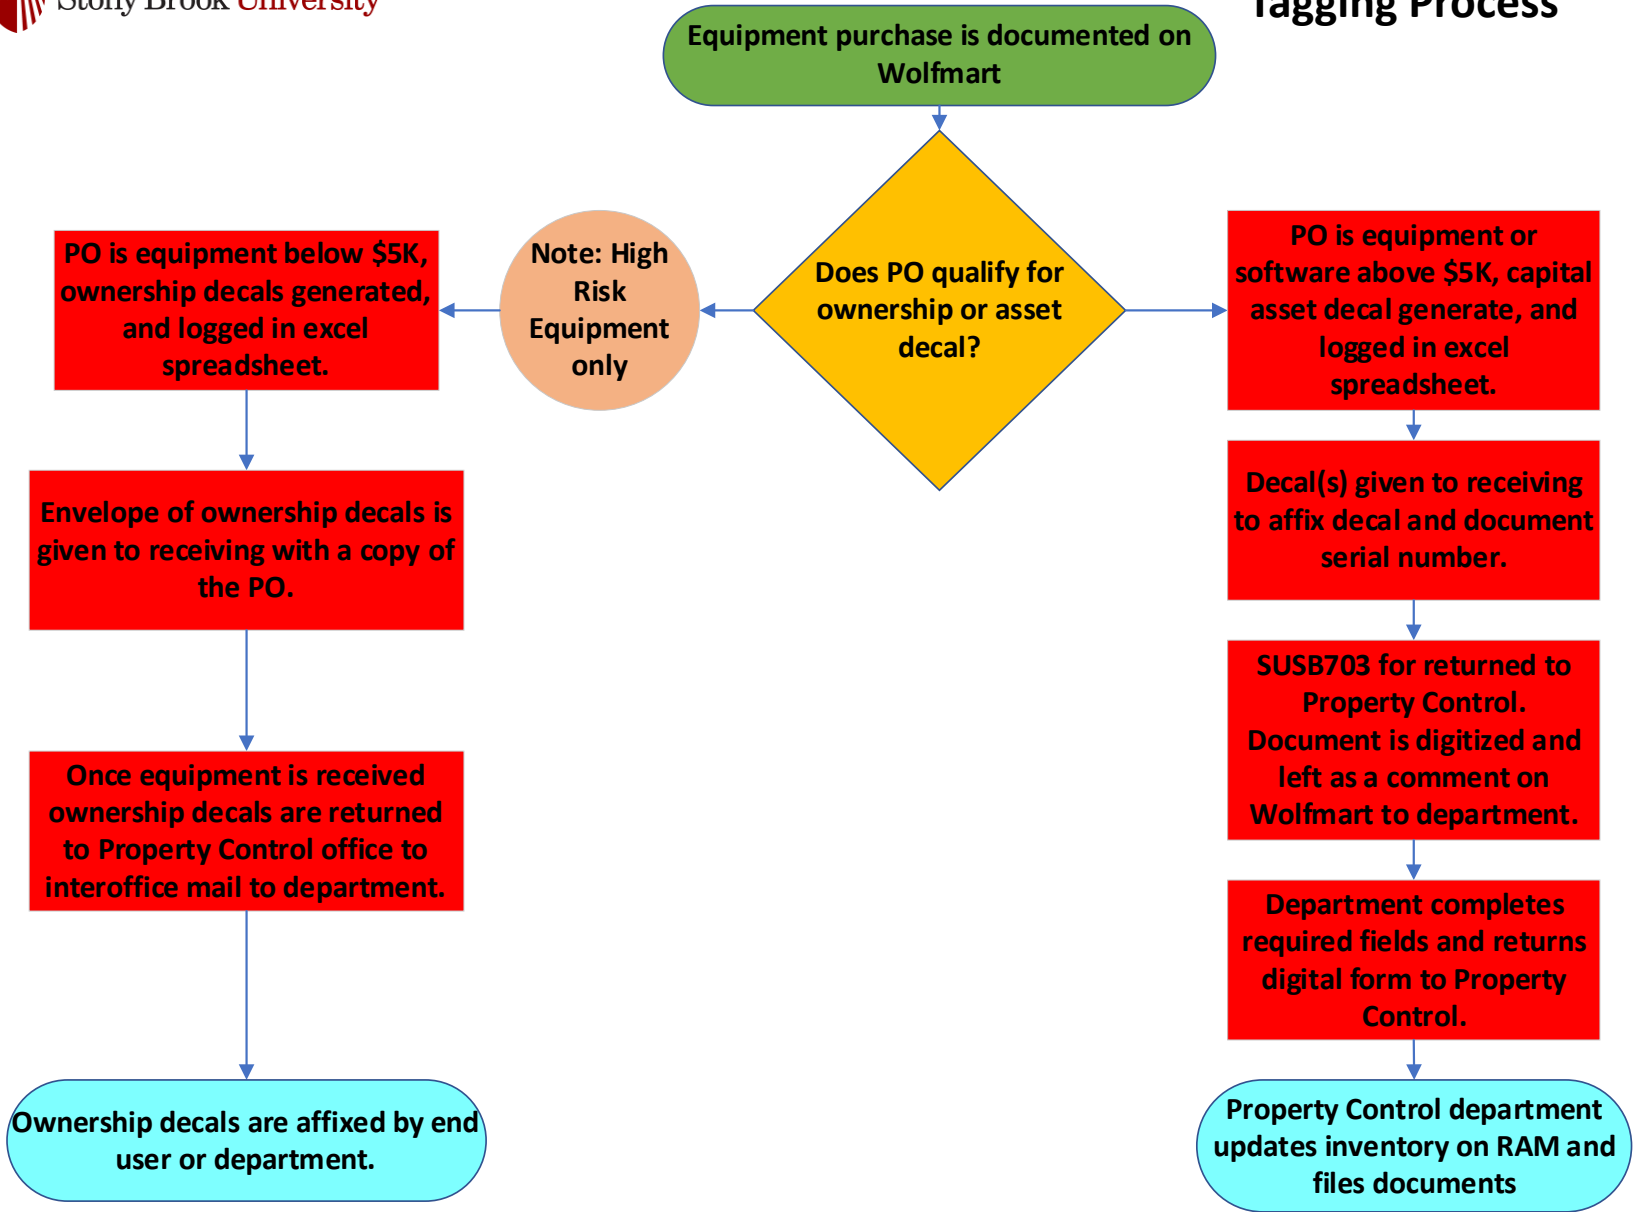 Stony Brook University
Tagging Process
Equipment purchase is documented on
Wolfmart
Does PO qualify for
ownership or asset
decal?
Note: High
Risk
Equipment
only
PO is equipment below $5K,
ownership decals generated,
and logged in excel
spreadsheet.
Envelope of ownership decals is
given to receiving with a copy of
the PO.
Once equipment is received
ownership decals are returned
to Property Control office to
interoffice mail to department.
Ownership decals are affixed by end
user or department.
PO is equipment or
software above $5K, capital
asset decal generate, and
logged in excel
spreadsheet.
Decal(s) given to receiving
to affix decal and document
serial number.
SUSB703 for returned to
Property Control.
Document is digitized and
left as a comment on
Wolfmart to department.
Department completes
required fields and returns
digital form to Property
Control.
Property Control department
updates inventory on RAM and
files documents